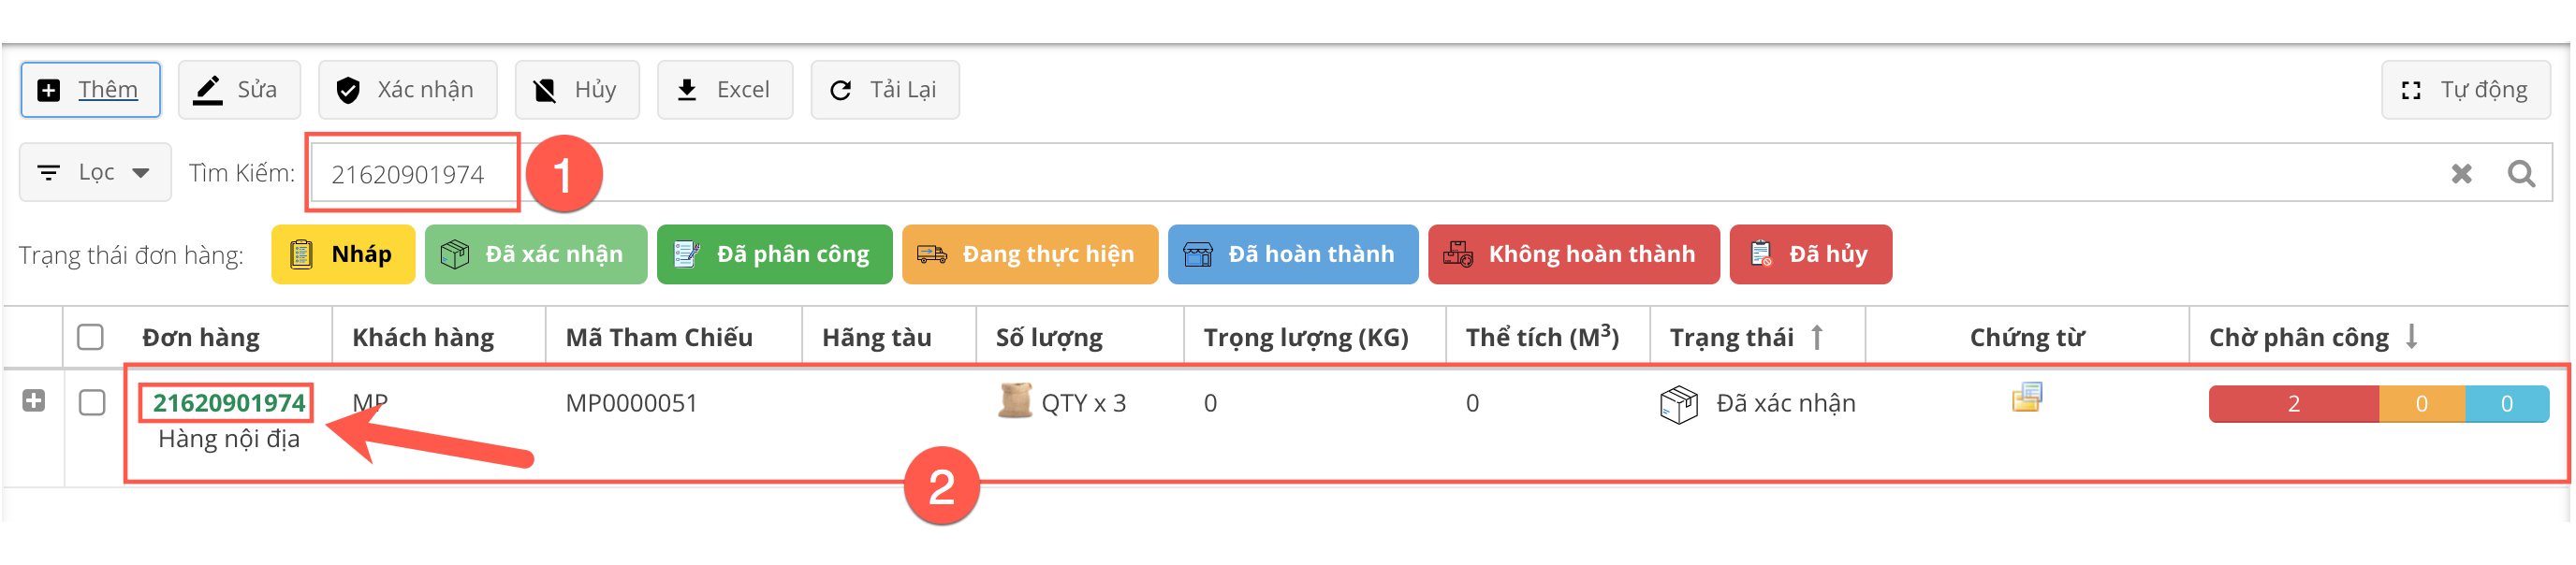 Thêm Sửa Xác nhận Hủy Excel Tải Lại Tự động
Lọc Tìm Kiếm: 21620901974 1
Trạng thái đơn hàng: Nháp Đã xác nhận Đã phân công Đang thực hiện Đã hoàn thành Không hoàn thành Đã hủy
Đơn hàng Khách hàng Mã Tham Chiếu Hãng tàu Số lượng Trọng lượng (KG) Thể tích (M³) Trạng thái Chứng từ Chờ phân công
21620901974 MP MP0000051 QTY x 3 0 0 Đã xác nhận 2 0 0
Hàng nội địa
2